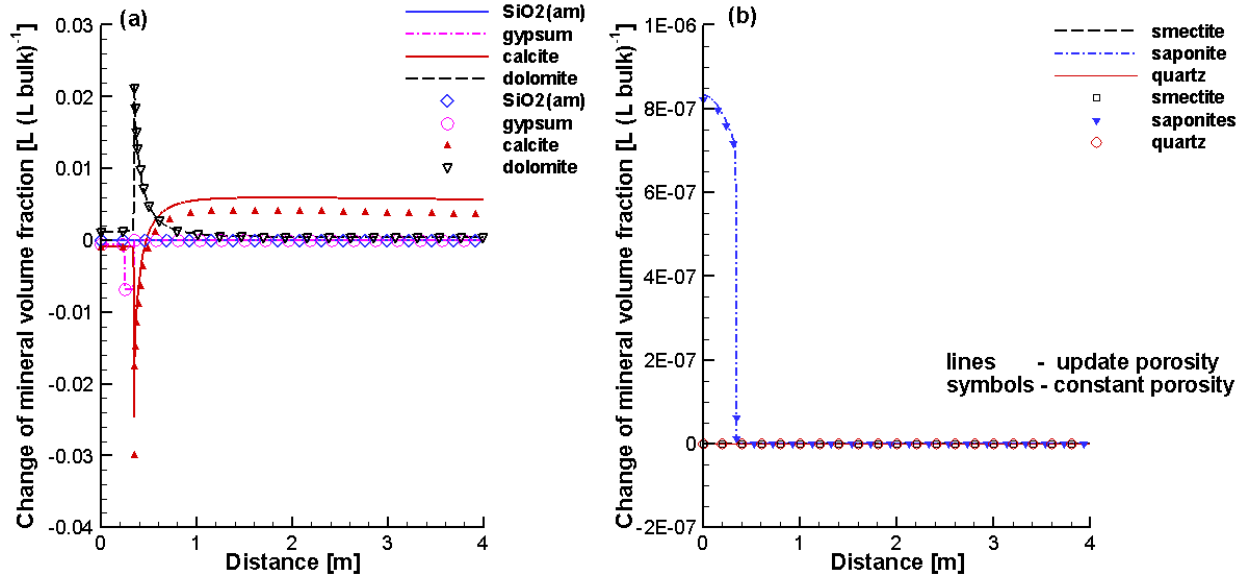 (a)
Change of mineral volume fraction [L (L bulk)-1]
0.03
0.02
0.01
0
-0.01
-0.02
-0.03
-0.04
0
1
2
3
4
Distance [m]
SiO2(am)
gypsum
calcite
dolomite
SiO2(am)
gypsum
calcite
dolomite
(b)
Change of mineral volume fraction [L (L bulk)-1]
1E-06
8E-07
6E-07
4E-07
2E-07
0
-2E-07
0
1
2
3
4
Distance [m]
smectite
saponite
quartz
smectite
saponites
quartz
lines - update porosity
symbols - constant porosity